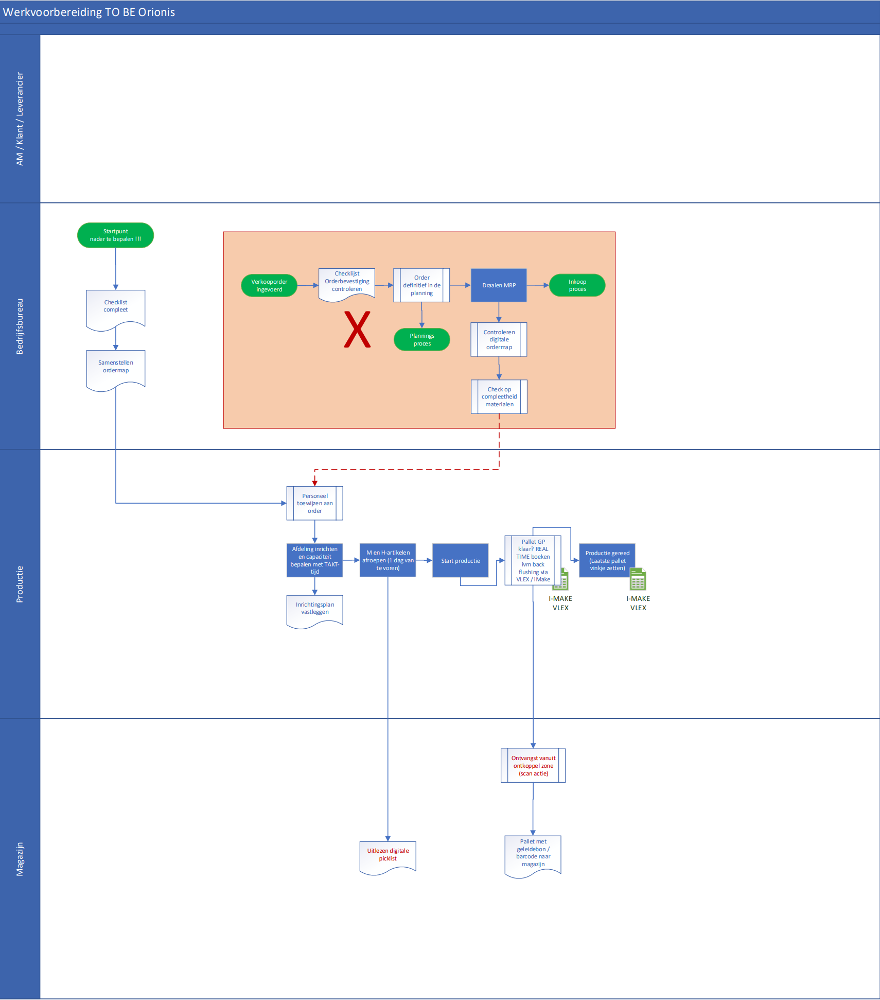 Werkvoorbereiding TO BE Orionis
AM / Klant / Leverancier
Bedrijfsbureau
Startpunt
nader te bepalen !!!
Checklist
compleet
Samenstellen
ordermap
Verkooporder
ingevoerd
Checklijst
Orderbevestiging
controleren
Order
definitief in de
planning
Draaien MRP
Inkoop
proces
X
Plannings
proces
Controleren
digitale
ordermap
Check op
compleetheid
materialen
Productie
Personeel
toewijzen aan
order
Afdeling inrichten
en capaciteit
bepalen met TAKT-
tijd
M en H-artikelen
afroepen (1 dag van
te voren)
Start productie
Pallet GP
klaar? REAL
TIME boeken
ivm back
flushing via
VLEX / iMake
Productie gereed
(Laatste pallet
vinkje zetten)
I-MAKE
VLEX
I-MAKE
VLEX
Inrichtingsplan
vastleggen
Magazijn
Ontvangst vanuit
ontkoppel zone
(scan actie)
Uitlezen digitale
picklist
Pallet met
geleidebon /
barcode naar
magazijn